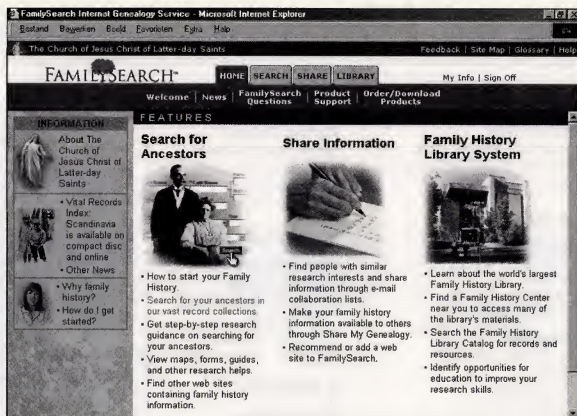 FamilySearch Internet Genealogy Service - Microsoft Internet Explorer
Bestand Bewerken Beeld Favorieten Extra Help
The Church of Jesus Christ of Latter-day Saints
Feedback | Site Map | Glossary | Help
FAMILYSEARCH™
HOME SEARCH SHARE LIBRARY
My Info | Sign Off
Welcome | News | FamilySearch Questions | Product Support | Order/Download Products
INFORMATION
About The
Church of
Jesus Christ of
Latter-day
Saints
• Vital Records
Index:
Scandinavia
is available on
compact disc
and online
• Other News
• Why family
history?
• How do I get
started?
FEATURES
Search for
Ancestors
• How to start your Family
History.
• Search for your ancestors in
our vast record collections.
• Get step-by-step research
guidance on searching for
your ancestors.
• View maps, forms, guides,
and other research helps.
• Find other web sites
containing family history
information.
Share Information
• Find people with similar
research interests and share
information through e-mail
collaboration lists.
• Make your family history
information available to others
through Share My Genealogy.
• Recommend or add a web
site to FamilySearch.
Family History
Library System
• Learn about the world's largest
Family History Library.
• Find a Family History Center
near you to access many of
the library's materials.
• Search the Family History
Library Catalog for records and
resources.
• Identify opportunities for
education to improve your
research skills.